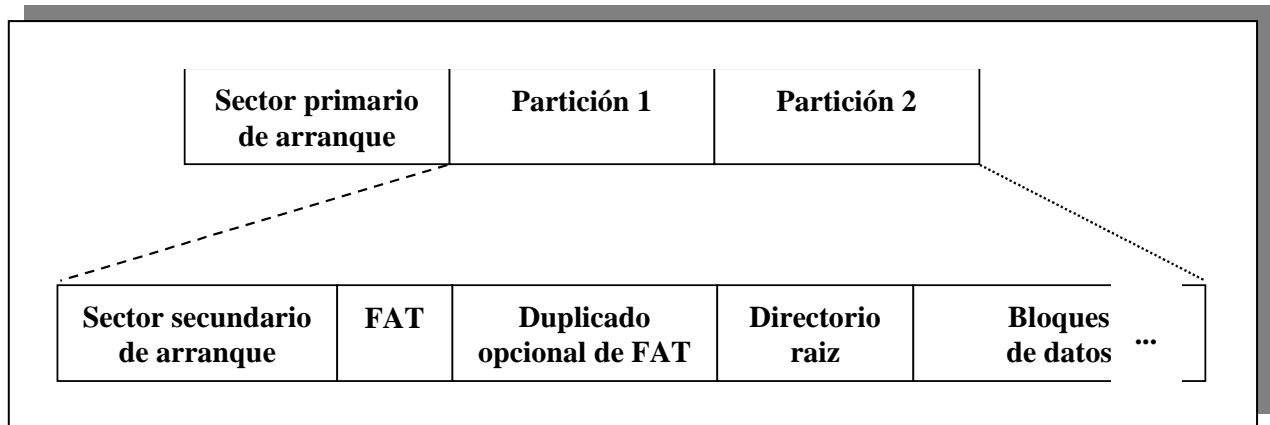 Sector primario
de arranque
Partición 1
Partición 2
Sector secundario
de arranque
FAT
Duplicado
opcional de FAT
Directorio
raiz
Bloques
de datos
...